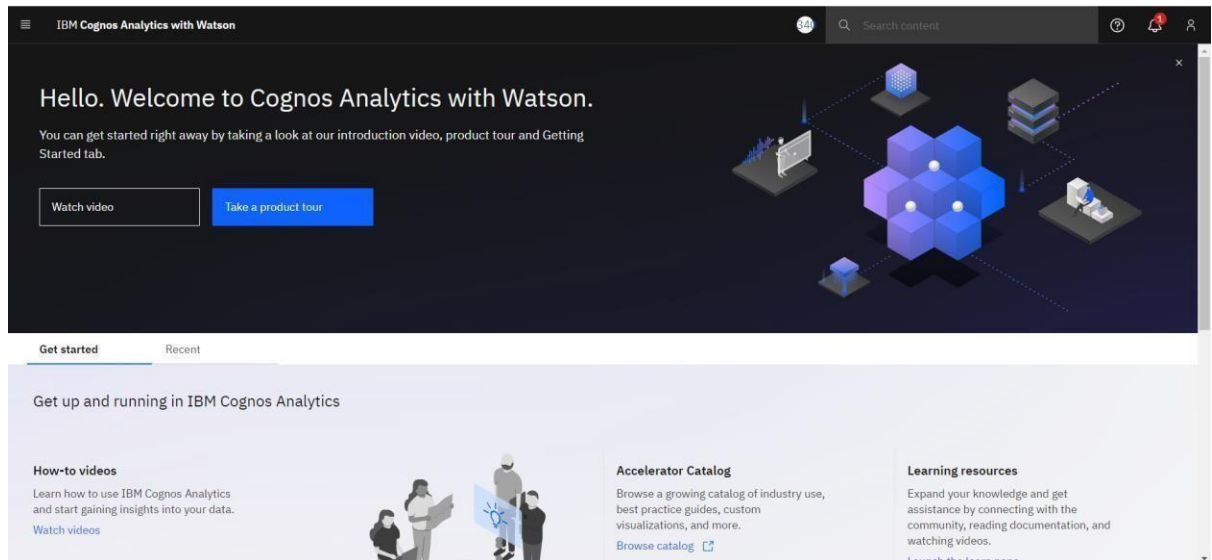 IBM Cognos Analytics with Watson
Search content
1
Hello. Welcome to Cognos Analytics with Watson.
You can get started right away by taking a look at our introduction video, product tour and Getting
Started tab.
Watch video
Take a product tour
Get started
Recent
Get up and running in IBM Cognos Analytics
How-to videos
Learn how to use IBM Cognos Analytics
and start gaining insights into your data.
Watch videos
Accelerator Catalog
Browse a growing catalog of industry use,
best practice guides, custom
visualizations, and more.
Browse catalog
Learning resources
Expand your knowledge and get
assistance by connecting with the
community, reading documentation, and
watching videos.